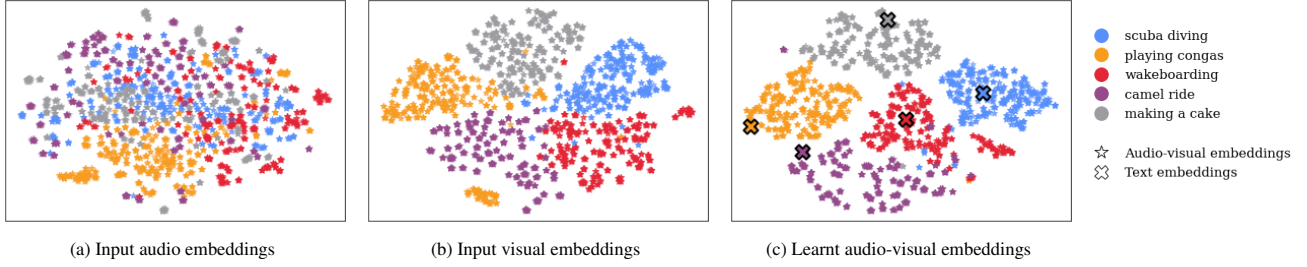 scuba diving
playing congas
wakeboarding
camel ride
making a cake
Audio-visual embeddings
Text embeddings
(a) Input audio embeddings
(b) Input visual embeddings
(c) Learnt audio-visual embeddings